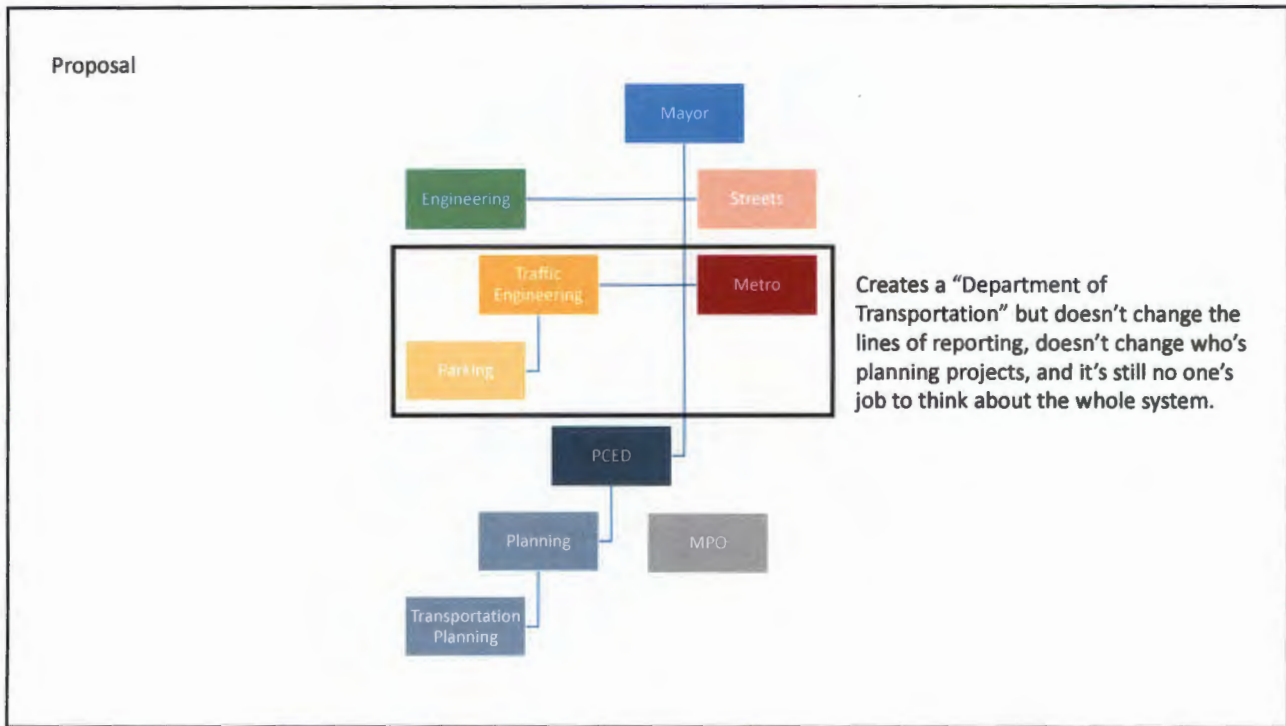 Proposal
Mayor
Engineering
Streets
Traffic
Engineering
Metro
Creates a “Department of
Transportation” but doesn’t change the
lines of reporting, doesn’t change who’s
planning projects, and it’s still no one’s
job to think about the whole system.
Parking
PCED
Planning
MPO
Transportation
Planning